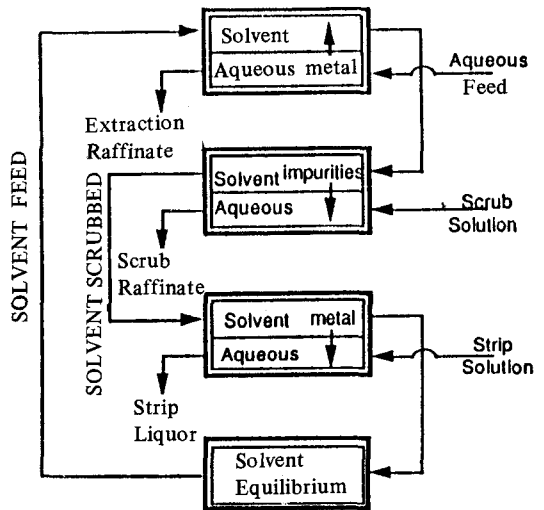 Solvent
Aqueous metal
Aqueous
Feed
Extraction
Raffinate
Solvent impurities
Aqueous
Scrub
Solution
Scrub
Raffinate
SOLVENT FEED
SOLVENT SCRUBBED
Solvent metal
Aqueous
Strip
Solution
Strip
Liquor
Solvent
Equilibrium